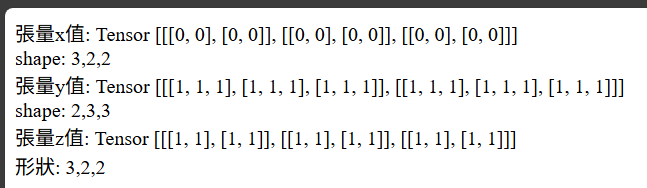 張量x值: Tensor [[[0, 0], [0, 0]], [[0, 0], [0, 0]], [[0, 0], [0, 0]]]
shape: 3,2,2
張量y值: Tensor [[[1, 1, 1], [1, 1, 1], [1, 1, 1]], [[1, 1, 1], [1, 1, 1], [1, 1, 1]]]
shape: 2,3,3
張量z值: Tensor [[[1, 1], [1, 1]], [[1, 1], [1, 1]], [[1, 1], [1, 1]]]
形狀: 3,2,2